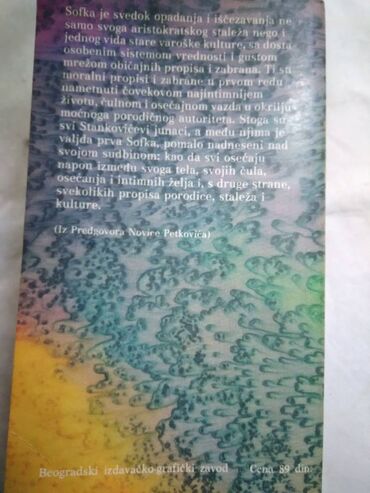 Sofka je svedok opadanja i iščezavanja ne
samo svoga aristokratskog staleža nego i
jednog vida stare varoške kulture, sa dosta
osobenim sistemom vrednosti i gustom
mrežom običajnih propisa i zabrana. Ti su
moralni propisi i zabrane u prvom redu
nametnuti čovekovom najintimnijem
životu, čulnom i osećajnom vazda u okrilju
moćnoga porodičnog autoriteta. Stoga su
svi Stankovićevi junaci, a među njima je
valjda prva Sofka, pomalo nadneseni nad
svojom sudbinom: kao da svi osećaju
napon između svoga tela, svojih čula,
osećanja i intimnih želja i, s druge strane,
svekolikih propisa porodice, staleža i
kulture.
(Iz Predgovora Novice Petkovića)
Beogradski izdavačko-grafički zavod Cena 89 din.